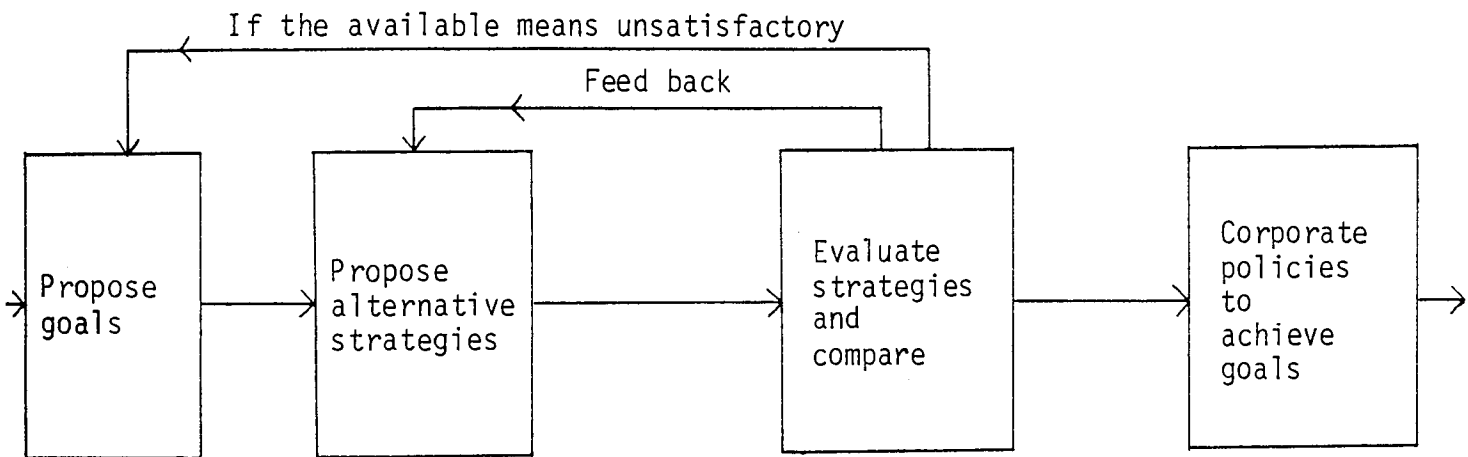 If the available means unsatisfactory
Feed back
Propose
goals
Propose
alternative
strategies
Evaluate
strategies
and
compare
Corporate
policies
to
achieve
goals